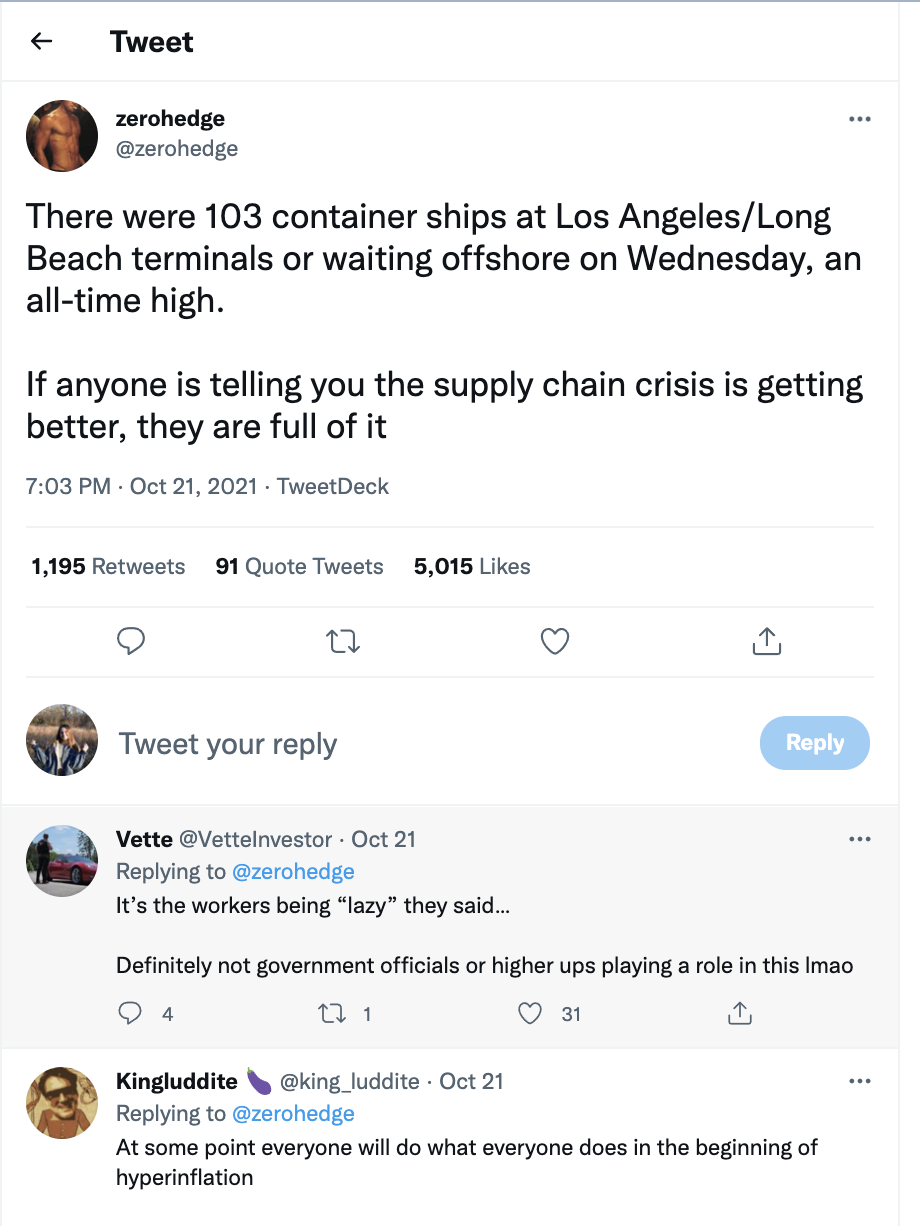 Tweet
zerohedge
@zerohedge
There were 103 container ships at Los Angeles/Long
Beach terminals or waiting offshore on Wednesday, an
all-time high.
If anyone is telling you the supply chain crisis is getting
better, they are full of it
7:03 PM · Oct 21, 2021 · TweetDeck
1,195 Retweets 91 Quote Tweets 5,015 Likes
Tweet your reply
Reply
Vette @VetteInvestor · Oct 21
Replying to @zerohedge
It’s the workers being “lazy” they said...
Definitely not government officials or higher ups playing a role in this lmao
4 1 31
Kingluddite 🍆 @king_luddite · Oct 21
Replying to @zerohedge
At some point everyone will do what everyone does in the beginning of
hyperinflation